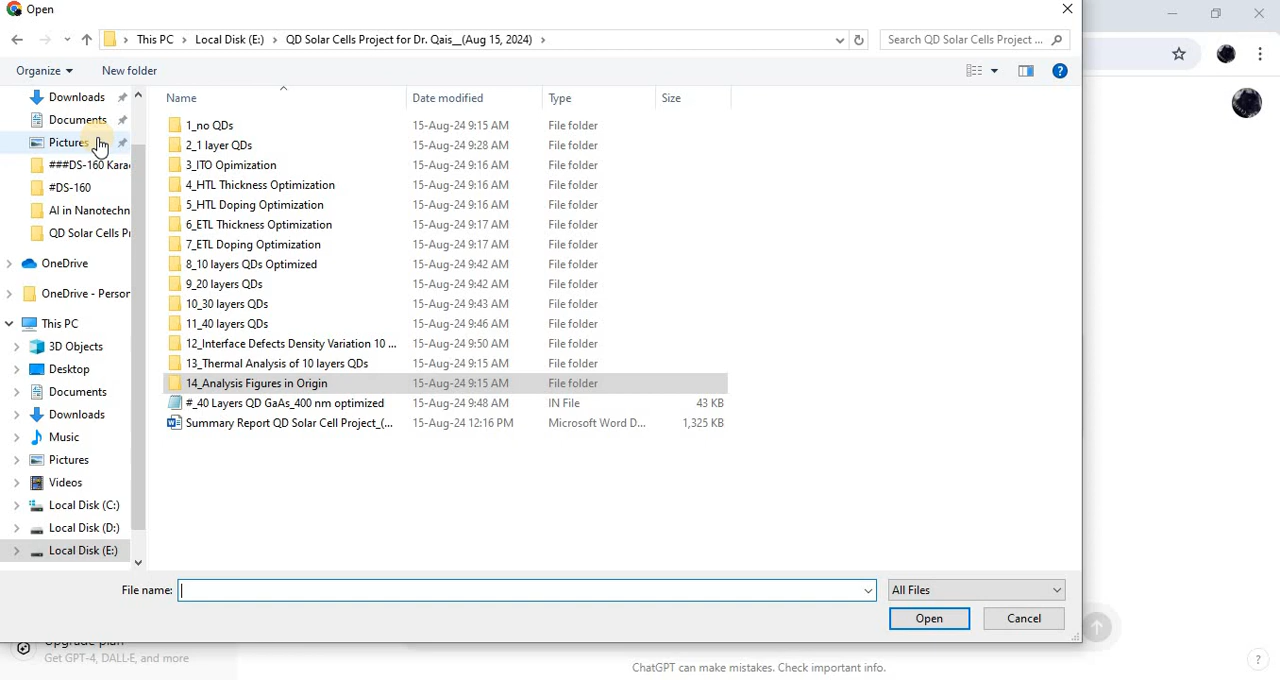 Open
This PC > Local Disk (E:) > QD Solar Cells Project for Dr. Qais__(Aug 15, 2024) >
Search QD Solar Cells Project ...
Organize
New folder
Name Date modified Type Size
Downloads
Documents
Pictures
###DS-160 Kara
#DS-160
AI in Nanotechn
QD Solar Cells P
OneDrive
OneDrive - Person
This PC
3D Objects
Desktop
Documents
Downloads
Music
Pictures
Videos
Local Disk (C:)
Local Disk (D:)
Local Disk (E:)
1_no QDs 15-Aug-24 9:15 AM File folder
2_1 layer QDs 15-Aug-24 9:28 AM File folder
3_ITO Opimization 15-Aug-24 9:16 AM File folder
4_HTL Thickness Optimization 15-Aug-24 9:16 AM File folder
5_HTL Doping Optimization 15-Aug-24 9:16 AM File folder
6_ETL Thickness Optimization 15-Aug-24 9:17 AM File folder
7_ETL Doping Optimization 15-Aug-24 9:17 AM File folder
8_10 layers QDs Optimized 15-Aug-24 9:42 AM File folder
9_20 layers QDs 15-Aug-24 9:42 AM File folder
10_30 layers QDs 15-Aug-24 9:43 AM File folder
11_40 layers QDs 15-Aug-24 9:46 AM File folder
12_Interface Defects Density Variation 10 ... 15-Aug-24 9:50 AM File folder
13_Thermal Analysis of 10 layers QDs 15-Aug-24 9:15 AM File folder
14_Analysis Figures in Origin 15-Aug-24 9:15 AM File folder
#_40 Layers QD GaAs_400 nm optimized 15-Aug-24 9:48 AM IN File 43 KB
Summary Report QD Solar Cell Project_(... 15-Aug-24 12:16 PM Microsoft Word D... 1,325 KB
File name:
All Files
Open
Cancel
Upgrade plan
Get GPT-4, DALL·E, and more
ChatGPT can make mistakes. Check important info.
?